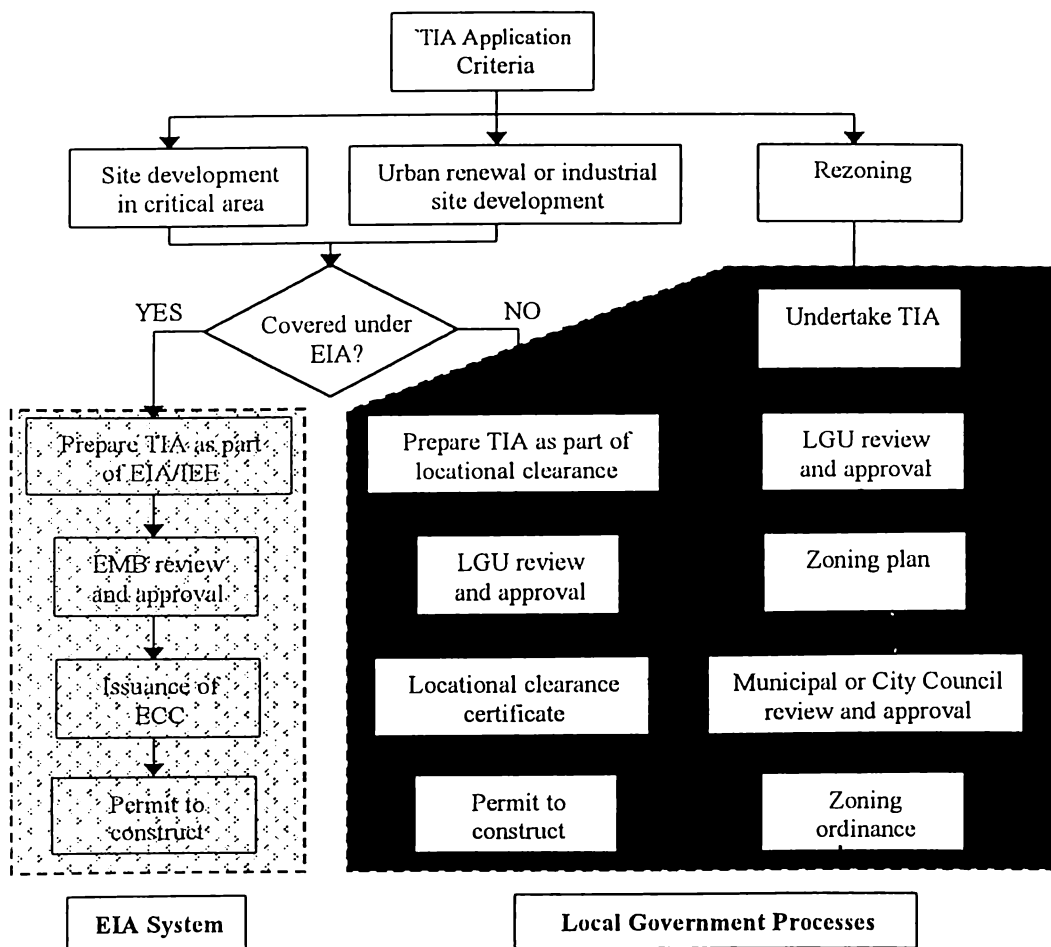 TIA Application
Criteria
Site development
in critical area
Urban renewal or industrial
site development
Rezoning
YES
Covered under
EIA?
NO
Undertake TIA
Prepare TIA as part
of EIA/IEE
Prepare TIA as part of
locational clearance
LGU review
and approval
EMB review
and approval
LGU review
and approval
Zoning plan
Issuance of
ECC
Locational clearance
certificate
Municipal or City Council
review and approval
Permit to
construct
Permit to
construct
Zoning
ordinance
EIA System
Local Government Processes